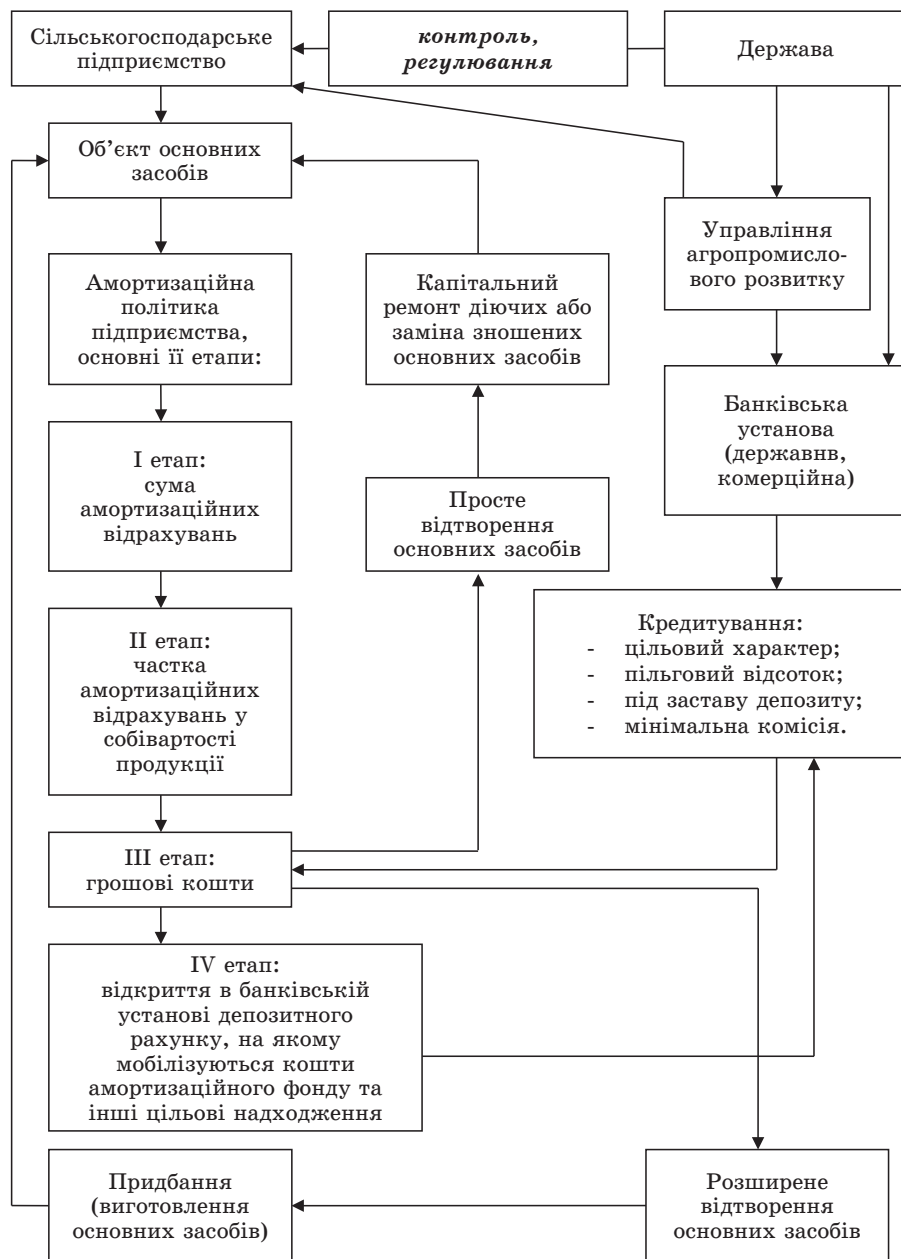 Сільськогосподарське
підприємство
контроль,
регулювання
Держава
Об’єкт основних
засобів
Управління
агропромисло-
вого розвитку
Амортизаційна
політика
підприємства,
основні її етапи:
Капітальний
ремонт діючих або
заміна зношених
основних засобів
Банківська
установа
(державнв,
комерційна)
І етап:
сума
амортизаційних
відрахувань
Просте
відтворення
основних засобів
ІІ етап:
частка
амортизаційних
відрахувань у
собівартості
продукції
Кредитування:
- цільовий характер;
- пільговий відсоток;
- під заставу депозиту;
- мінімальна комісія.
ІІІ етап:
грошові кошти
IV етап:
відкриття в банківській
установі депозитного
рахунку, на якому
мобілізуються кошти
амортизаційного фонду та
інші цільові надходження
Придбання
(виготовлення
основних засобів)
Розширене
відтворення
основних засобів